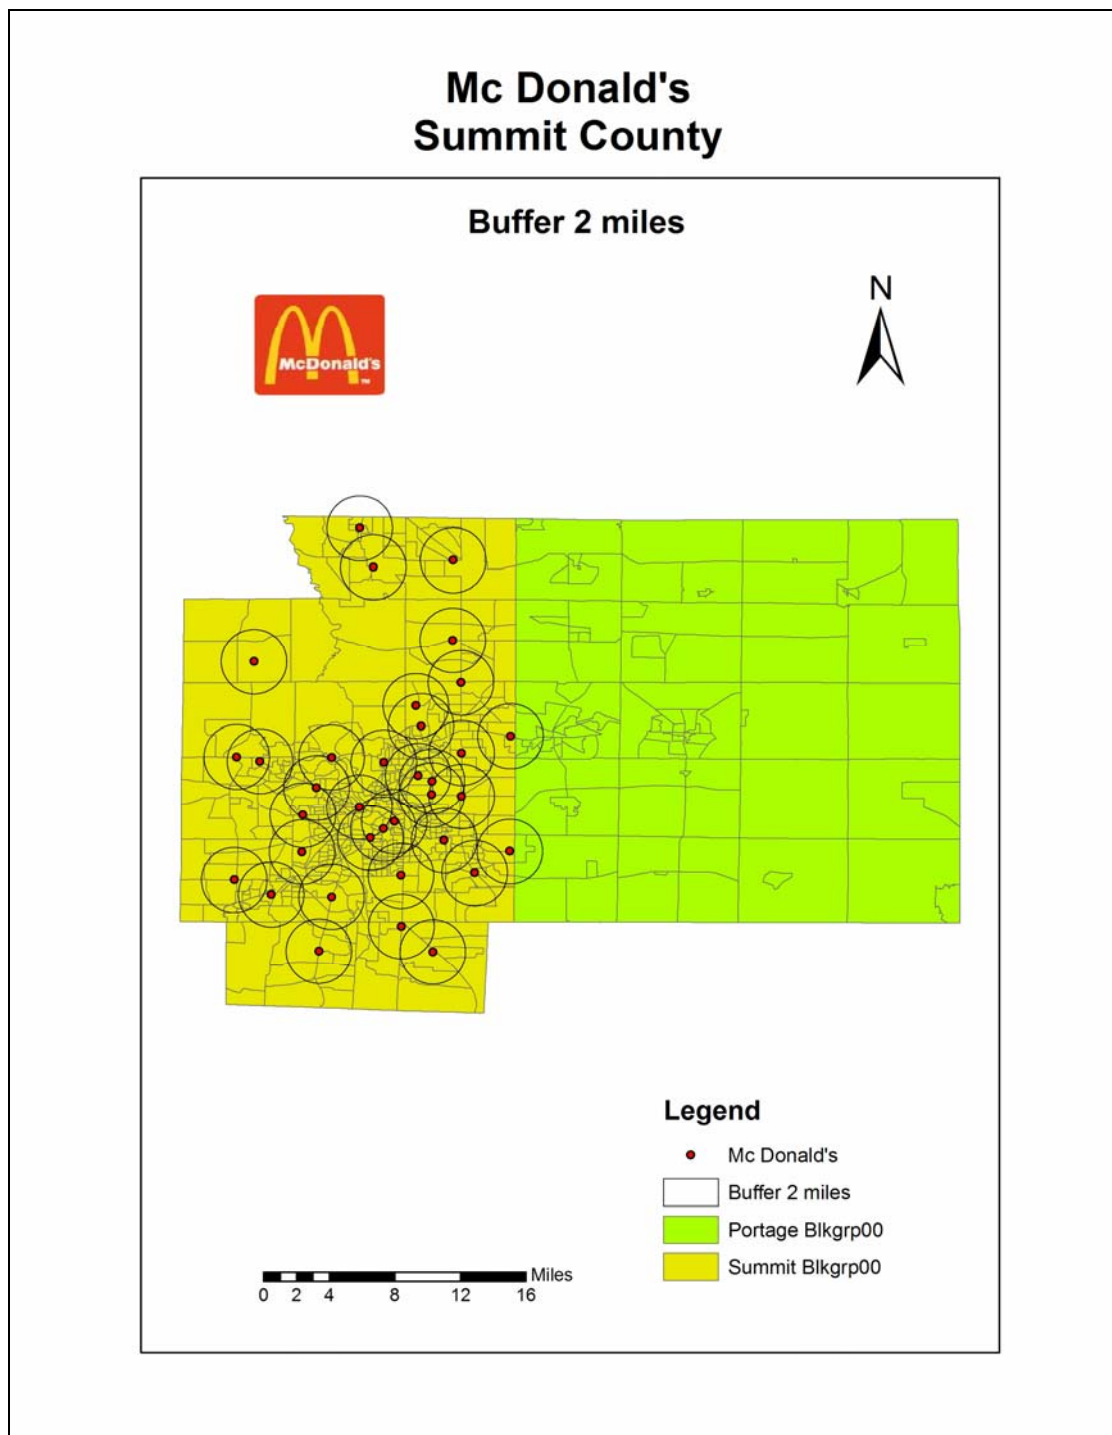 Mc Donald's
Summit County
Buffer 2 miles
N
McDonald's
TM
Legend
Mc Donald's
Buffer 2 miles
Portage Blkgrp00
Summit Blkgrp00
Miles
0 2 4 8 12 16